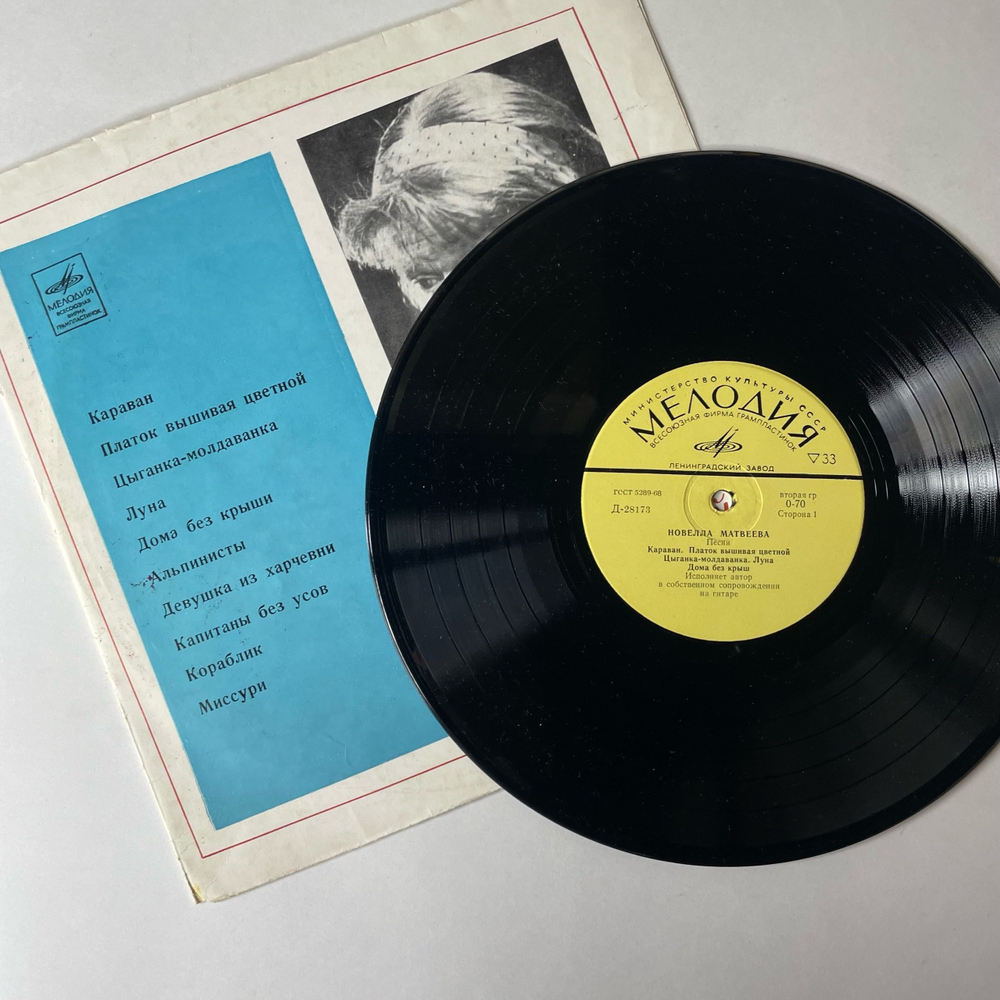 МЕЛОДИЯ
ВСЕСОЮЗНАЯ
ФИРМА
ГРАМПЛАСТИНОК
Караван
Платок вышивая цветной
Цыганка-молдаванка
Луна
Дома без крыши
Альпинисты
Девушка из харчевни
Капитаны без усов
Кораблик
Миссури
МИНИСТЕРСТВО КУЛЬТУРЫ СССР
МЕЛОДИЯ
ВСЕСОЮЗНАЯ ФИРМА ГРАМПЛАСТИНОК
▽33
ЛЕНИНГРАДСКИЙ ЗАВОД
ГОСТ 5289-68
Д-28173
вторая гр
0-70
Сторона 1
НОВЕЛЛА МАТВЕЕВА
Песни
Караван. Платок вышивая цветной
Цыганка-молдаванка. Луна
Дома без крыш
Исполняет автор
в собственном сопровождении
на гитаре